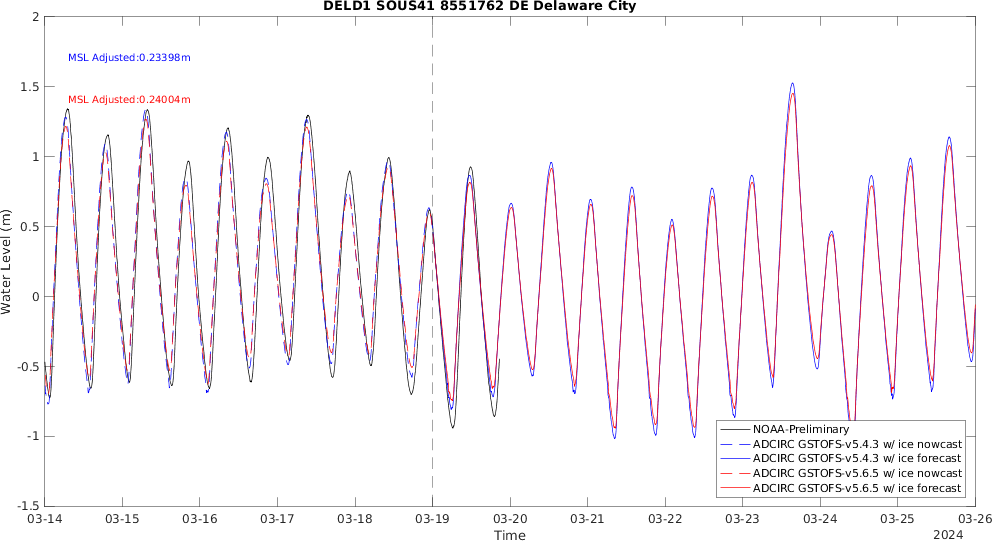 DELD1 SOUS41 8551762 DE Delaware City
2
1.5
1
0.5
0
-0.5
-1
-1.5
Water Level (m)
MSL Adjusted:0.23398m
MSL Adjusted:0.24004m
NOAA-Preliminary
ADCIRC GSTOFS-v5.4.3 w/ ice nowcast
ADCIRC GSTOFS-v5.4.3 w/ ice forecast
ADCIRC GSTOFS-v5.6.5 w/ ice nowcast
ADCIRC GSTOFS-v5.6.5 w/ ice forecast
03-14 03-15 03-16 03-17 03-18 03-19 03-20 03-21 03-22 03-23 03-24 03-25 03-26
Time
2024